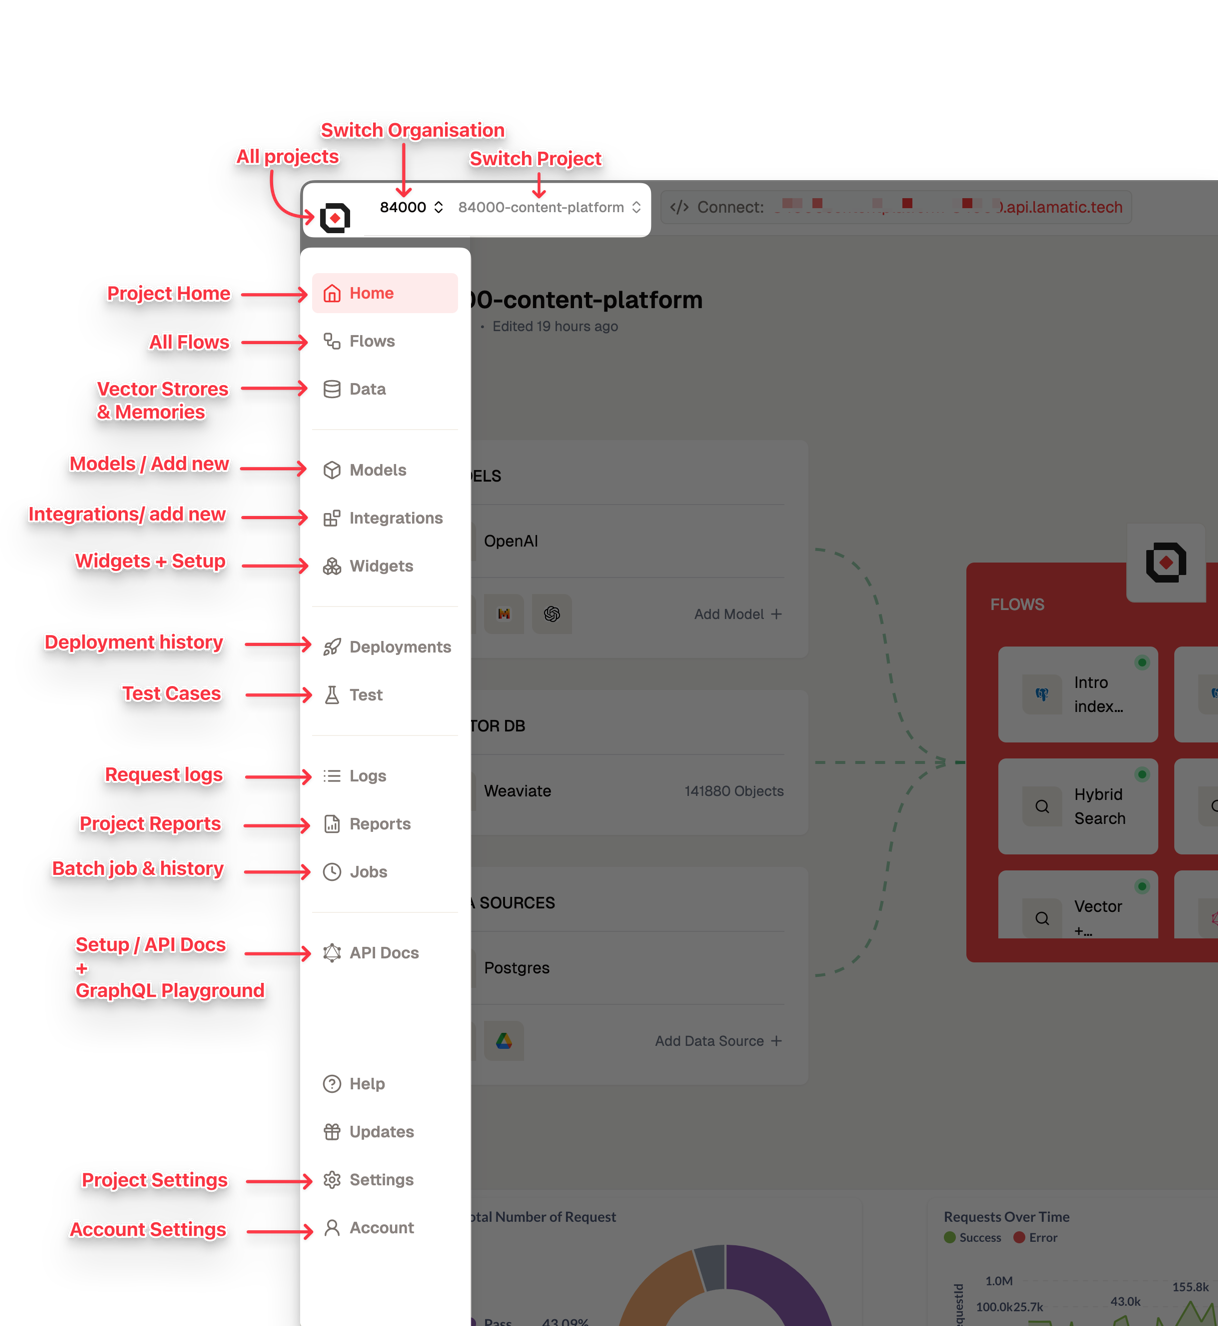 Switch Organisation
All projects
Switch Project
84000
84000-content-platform
Connect:
.api.lamatic.tech
Project Home
Home
00-content-platform
· Edited 19 hours ago
All Flows
Flows
Vector Strores
& Memories
Data
Models / Add new
Models
Integrations/ add new
Integrations
Widgets + Setup
Widgets
Deployment history
Deployments
Test Cases
Test
Request logs
Logs
Project Reports
Reports
Batch job & history
Jobs
Setup / API Docs
+
GraphQL Playground
API Docs
Help
Updates
Project Settings
Settings
Account Settings
Account
DELS
OpenAI
Add Model +
TOR DB
Weaviate
141880 Objects
A SOURCES
Postgres
Add Data Source +
FLOWS
Intro
index...
Hybrid
Search
Vector
+...
otal Number of Request
Pass 43.09%
Requests Over Time
Success
Error
questId
1.0M
100.0k
25.7k
43.0k
155.8k